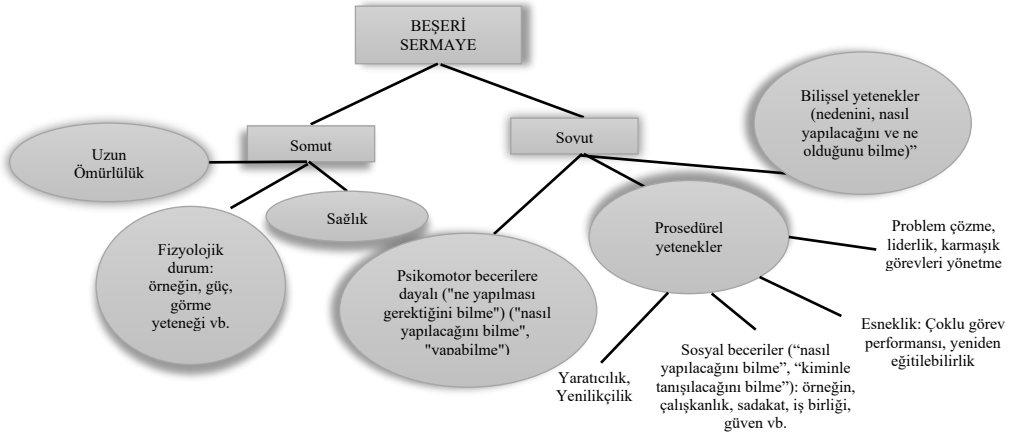 BEŞERİ
SERMAYE
Somut
Soyut
Uzun
Ömürlülük
Fizyolojik
durum:
örneğin, güç,
görme
yeteneği vb.
Sağlık
Psikomotor becerilere
dayalı ("ne yapılması
gerektiğini bilme") ("nasıl
yapılacağını bilme",
"yapabilme")
Prosedürel
yetenekler
Bilişsel yetenekler
(nedenini, nasıl
yapılacağını ve ne
olduğunu bilme)”
Problem çözme,
liderlik, karmaşık
görevleri yönetme
Esneklik: Çoklu görev
performansı, yeniden
eğitilebilirlik
Sosyal beceriler (“nasıl
yapılacağını bilme”, “kiminle
tanışılacağını bilme”): örneğin,
çalışkanlık, sadakat, iş birliği,
güven vb.
Yaratıcılık,
Yenilikçilik